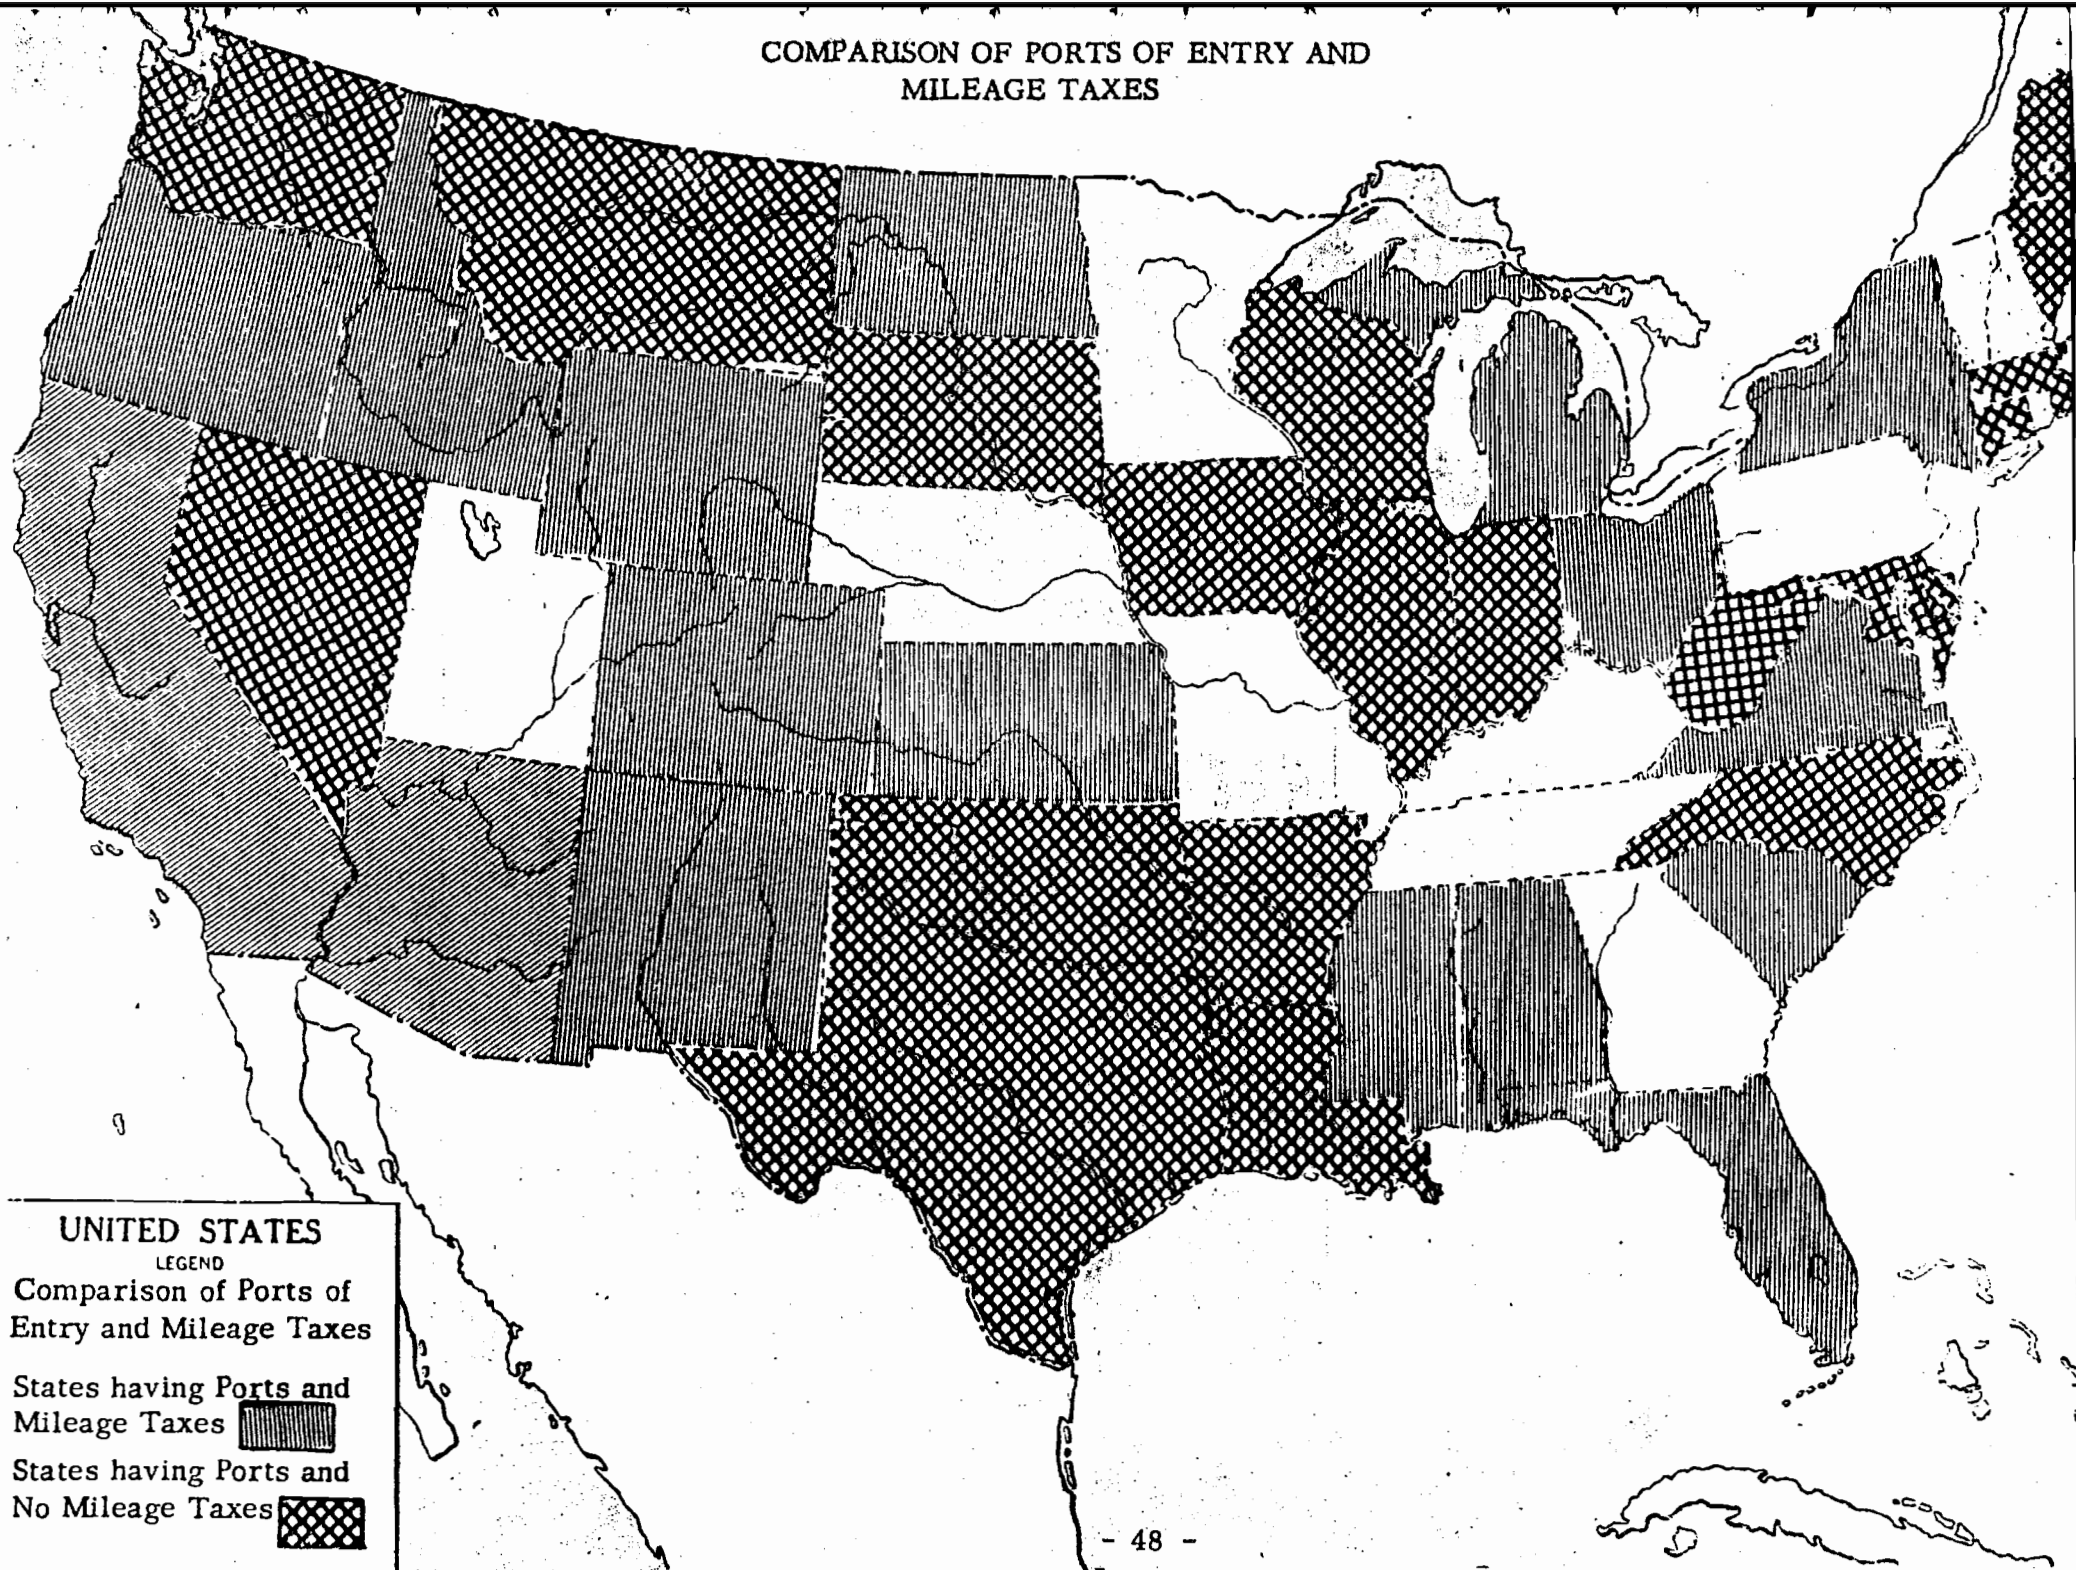 COMPARISON OF PORTS OF ENTRY AND
MILEAGE TAXES
UNITED STATES
LEGEND
Comparison of Ports of
Entry and Mileage Taxes
States having Ports and
Mileage Taxes
States having Ports and
No Mileage Taxes
- 48 -